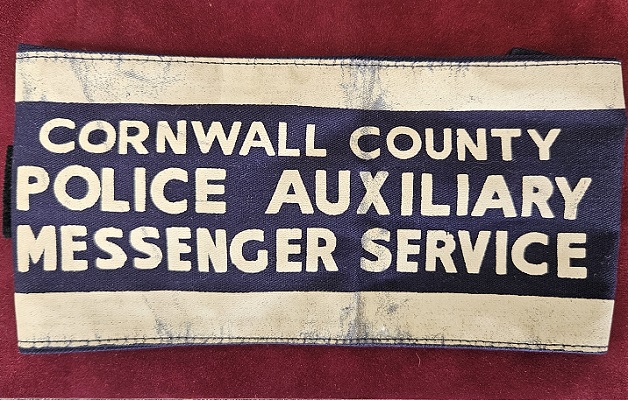 CORNWALL COUNTY
POLICE AUXILIARY
MESSENGER SERVICE